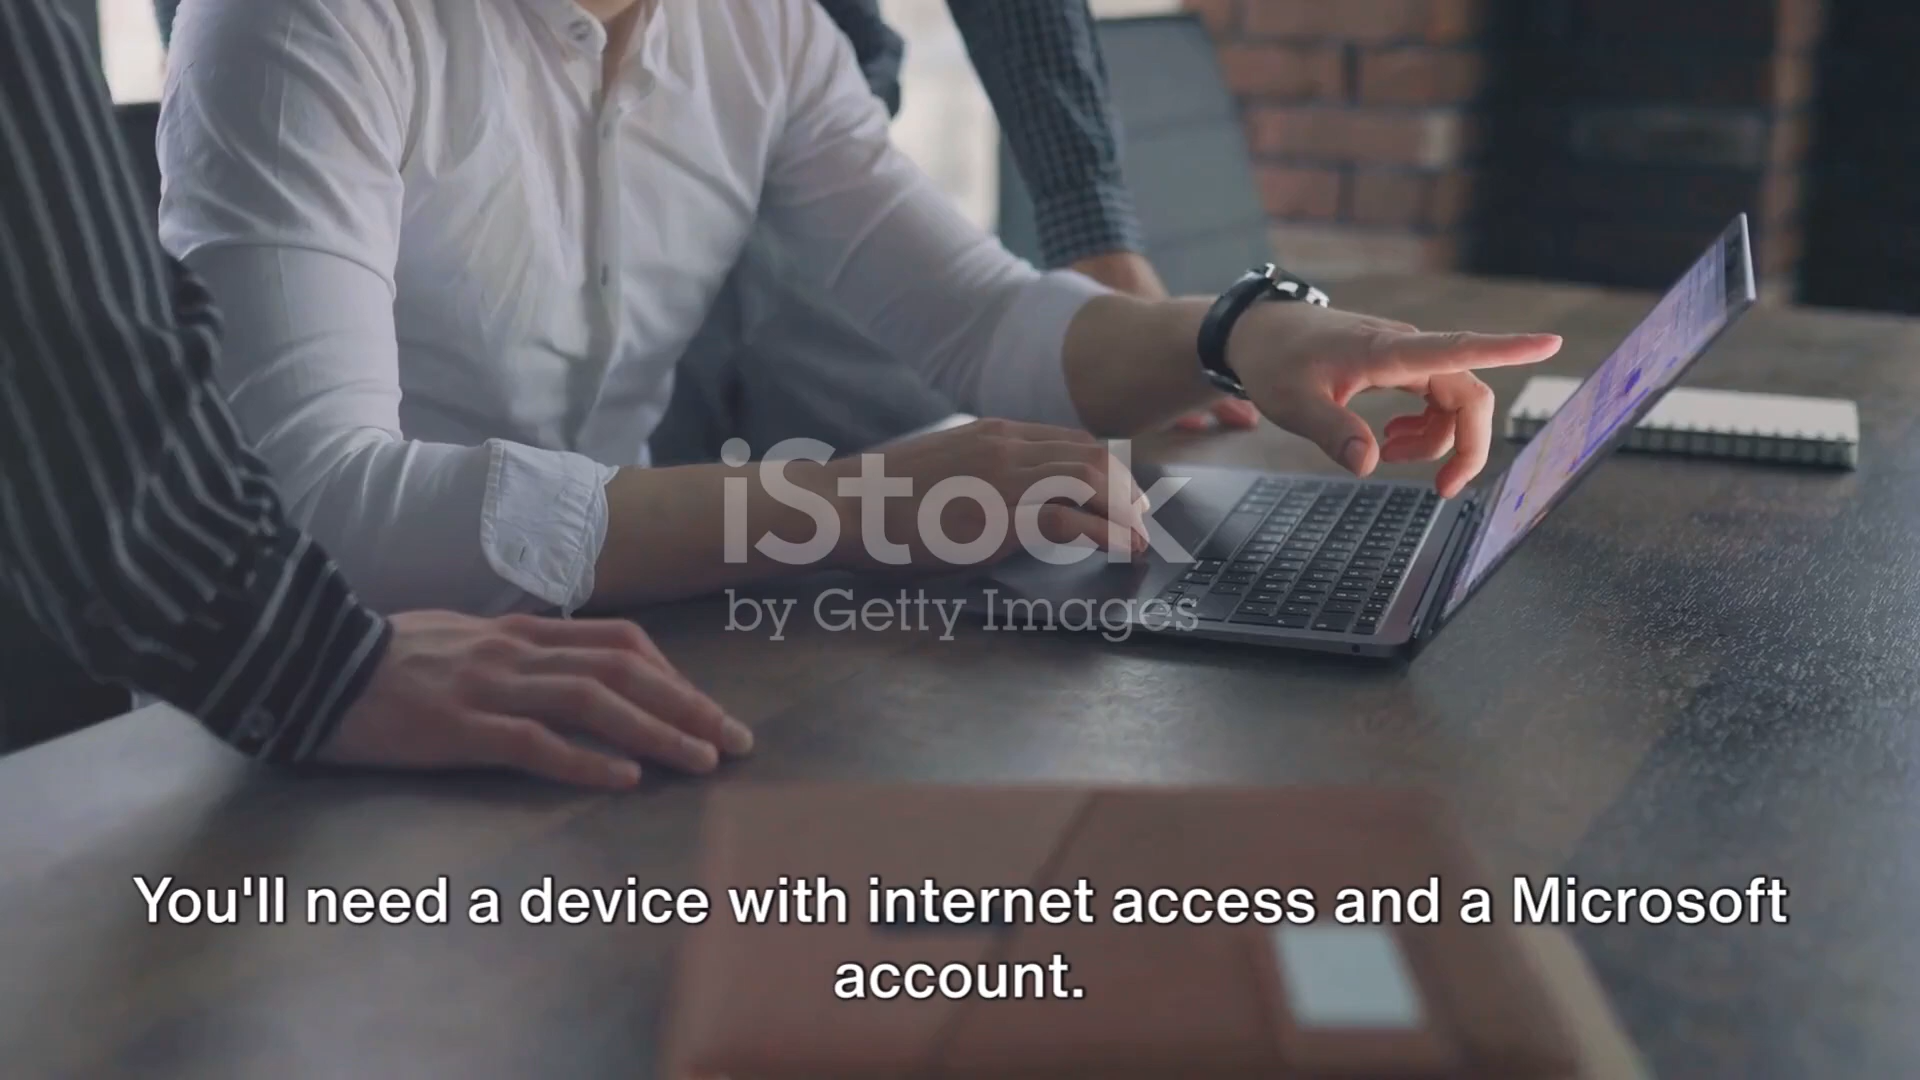 iStock
by Getty Images
You'll need a device with internet access and a Microsoft
account.